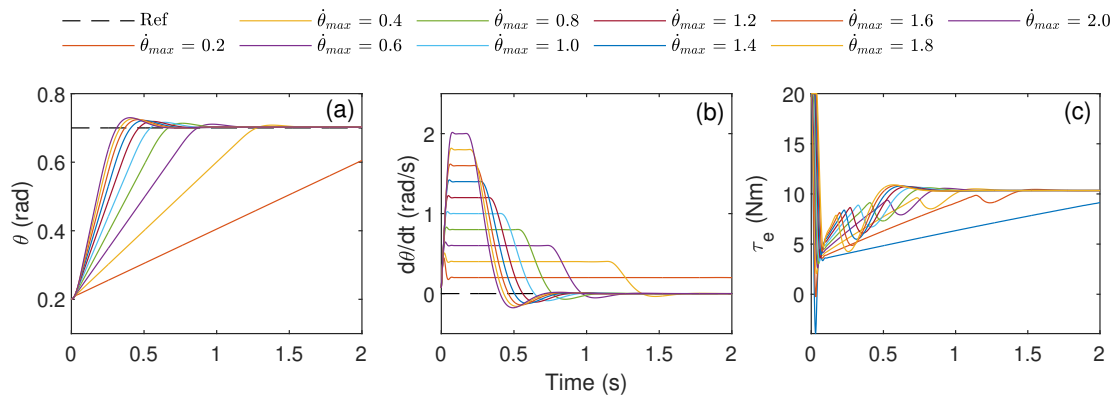 Ref θ̇max = 0.4 θ̇max = 0.8 θ̇max = 1.2 θ̇max = 1.6 θ̇max = 2.0
θ̇max = 0.2 θ̇max = 0.6 θ̇max = 1.0 θ̇max = 1.4 θ̇max = 1.8
(a)
0.8
0.6
0.4
0.2
θ (rad)
0 0.5 1 1.5 2
(b)
2
1
0
dθ/dt (rad/s)
0 0.5 1 1.5 2
Time (s)
(c)
20
15
10
5
0
τe (Nm)
0 0.5 1 1.5 2